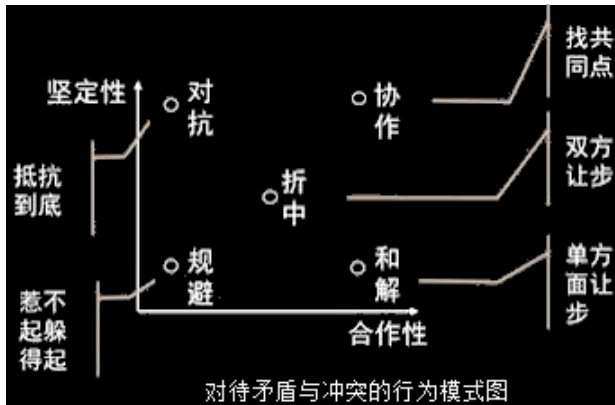 找共
同点
坚定性
对
抗
协
作
双方
让步
抵抗
到底
折
中
规
避
和
解
单方
面让
步
惹不
起躲
得起
合作性
对待矛盾与冲突的行为模式图